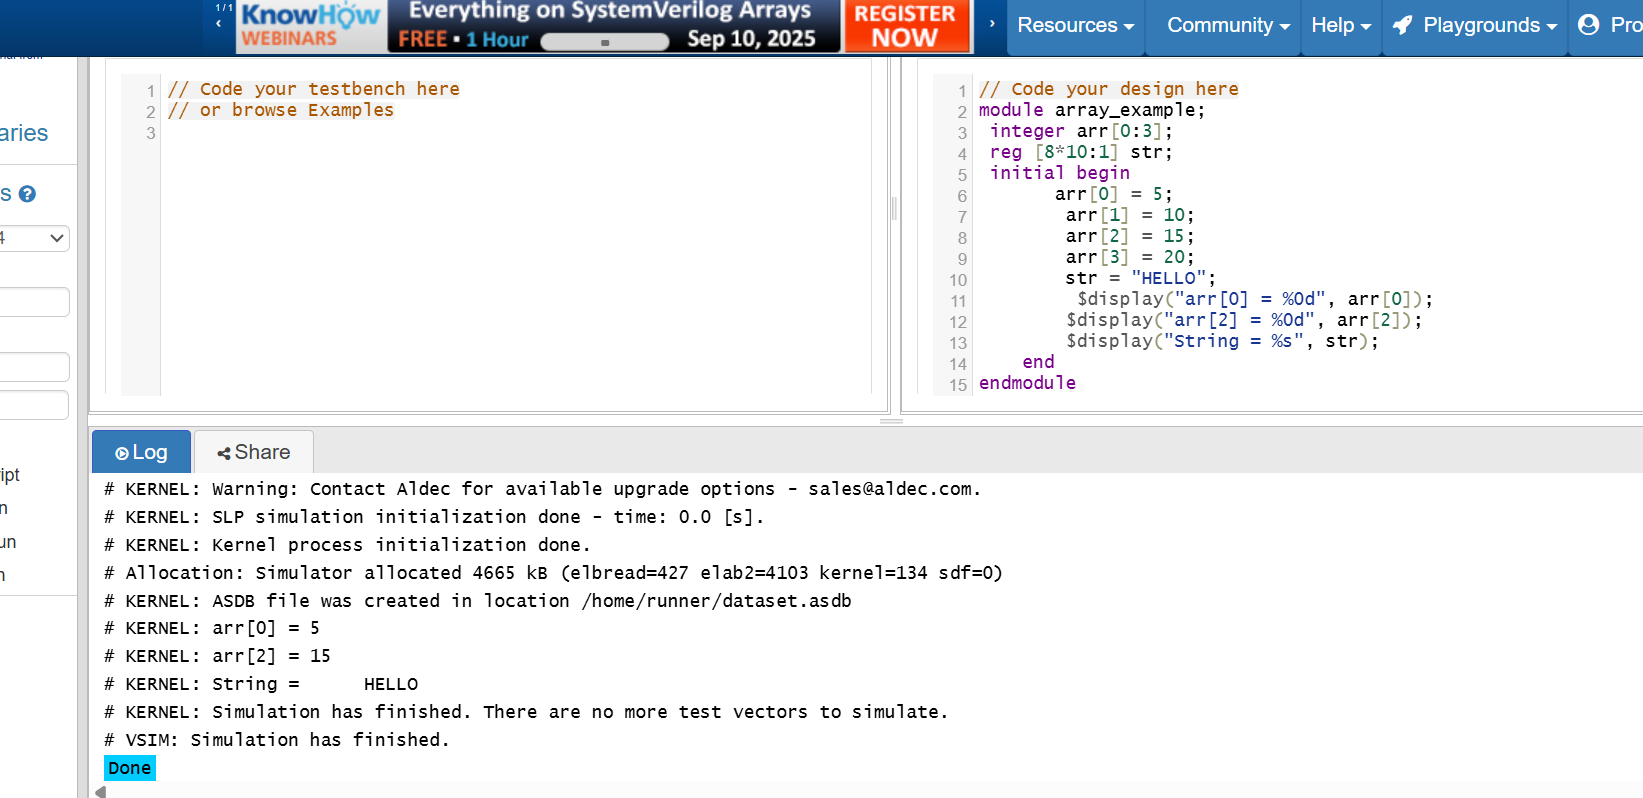 1/1
KnowHow
WEBINARS
Everything on SystemVerilog Arrays
FREE • 1 Hour
Sep 10, 2025
REGISTER
NOW
Resources
Community
Help
Playgrounds
Pro
aries
s
4
ipt
n
un
n
1 // Code your testbench here
2 // or browse Examples
3
1 // Code your design here
2 module array_example;
3 integer arr[0:3];
4 reg [8*10:1] str;
5 initial begin
6 arr[0] = 5;
7 arr[1] = 10;
8 arr[2] = 15;
9 arr[3] = 20;
10 str = "HELLO";
11 $display("arr[0] = %0d", arr[0]);
12 $display("arr[2] = %0d", arr[2]);
13 $display("String = %s", str);
14 end
15 endmodule
Log
Share
# KERNEL: Warning: Contact Aldec for available upgrade options - sales@aldec.com.
# KERNEL: SLP simulation initialization done - time: 0.0 [s].
# KERNEL: Kernel process initialization done.
# Allocation: Simulator allocated 4665 kB (elbread=427 elab2=4103 kernel=134 sdf=0)
# KERNEL: ASDB file was created in location /home/runner/dataset.asdb
# KERNEL: arr[0] = 5
# KERNEL: arr[2] = 15
# KERNEL: String =      HELLO
# KERNEL: Simulation has finished. There are no more test vectors to simulate.
# VSIM: Simulation has finished.
Done